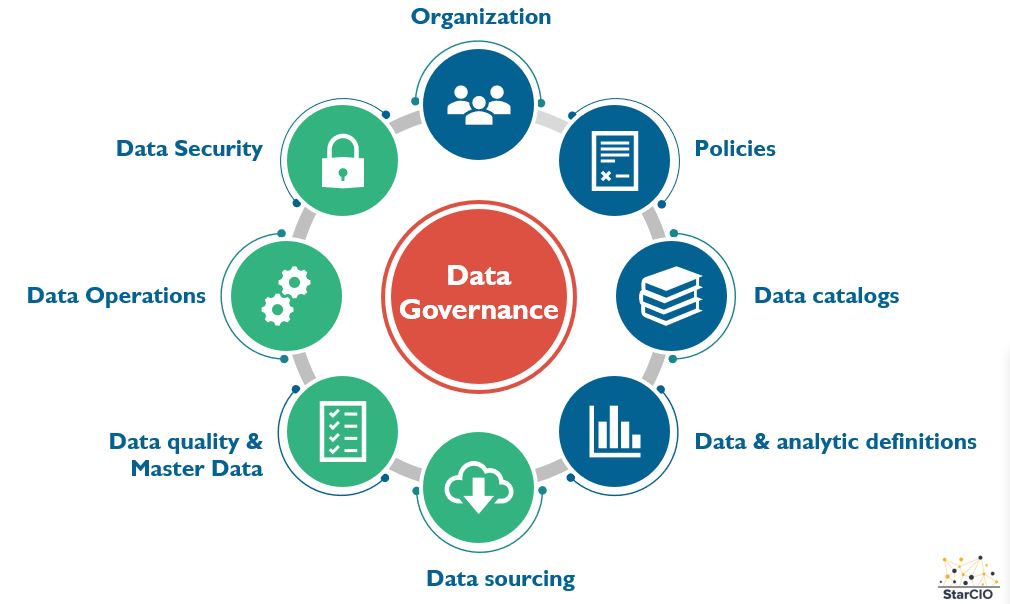 Organization
Data Security
Policies
Data
Governance
Data Operations
Data catalogs
Data quality &
Master Data
Data & analytic definitions
Data sourcing
StarCIO